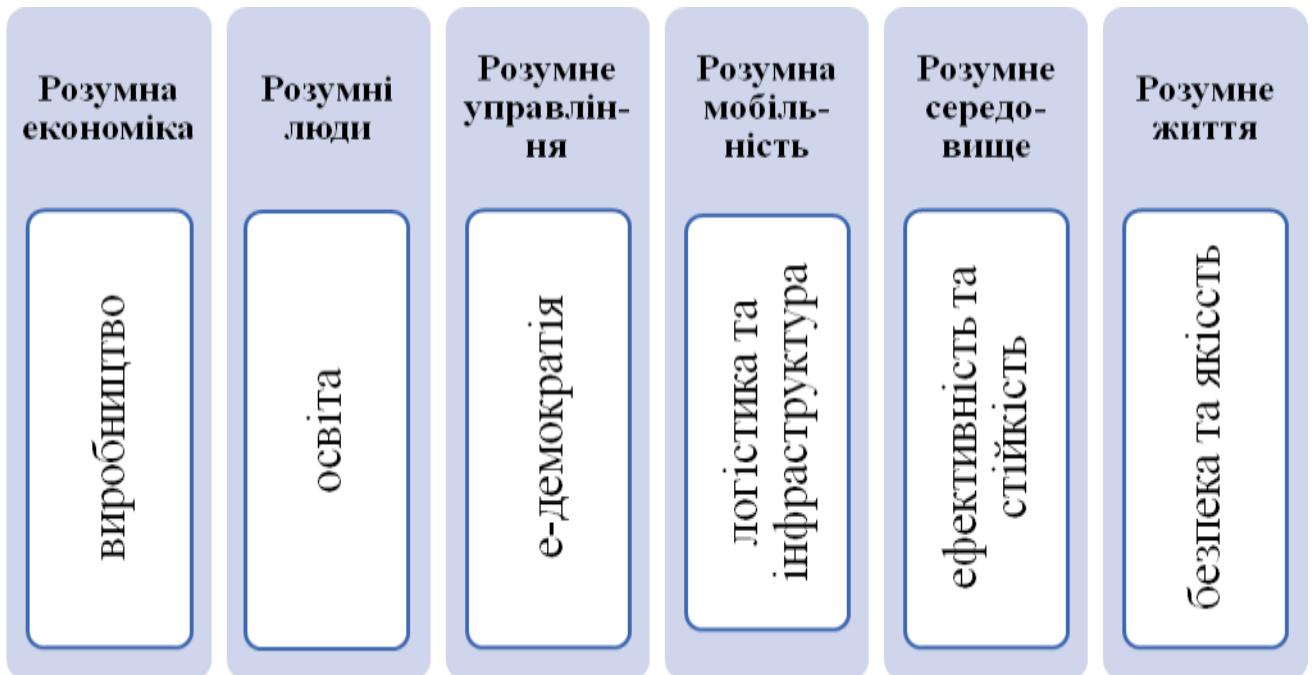 Розумна
економіка
виробництво
Розумні
люди
освіта
Розумне
управлін-
ня
е-демократія
Розумна
мобіль-
ність
логістика та
інфраструктура
Розумне
середо-
вище
ефективність та
стійкість
Розумне
життя
безпека та якіссть